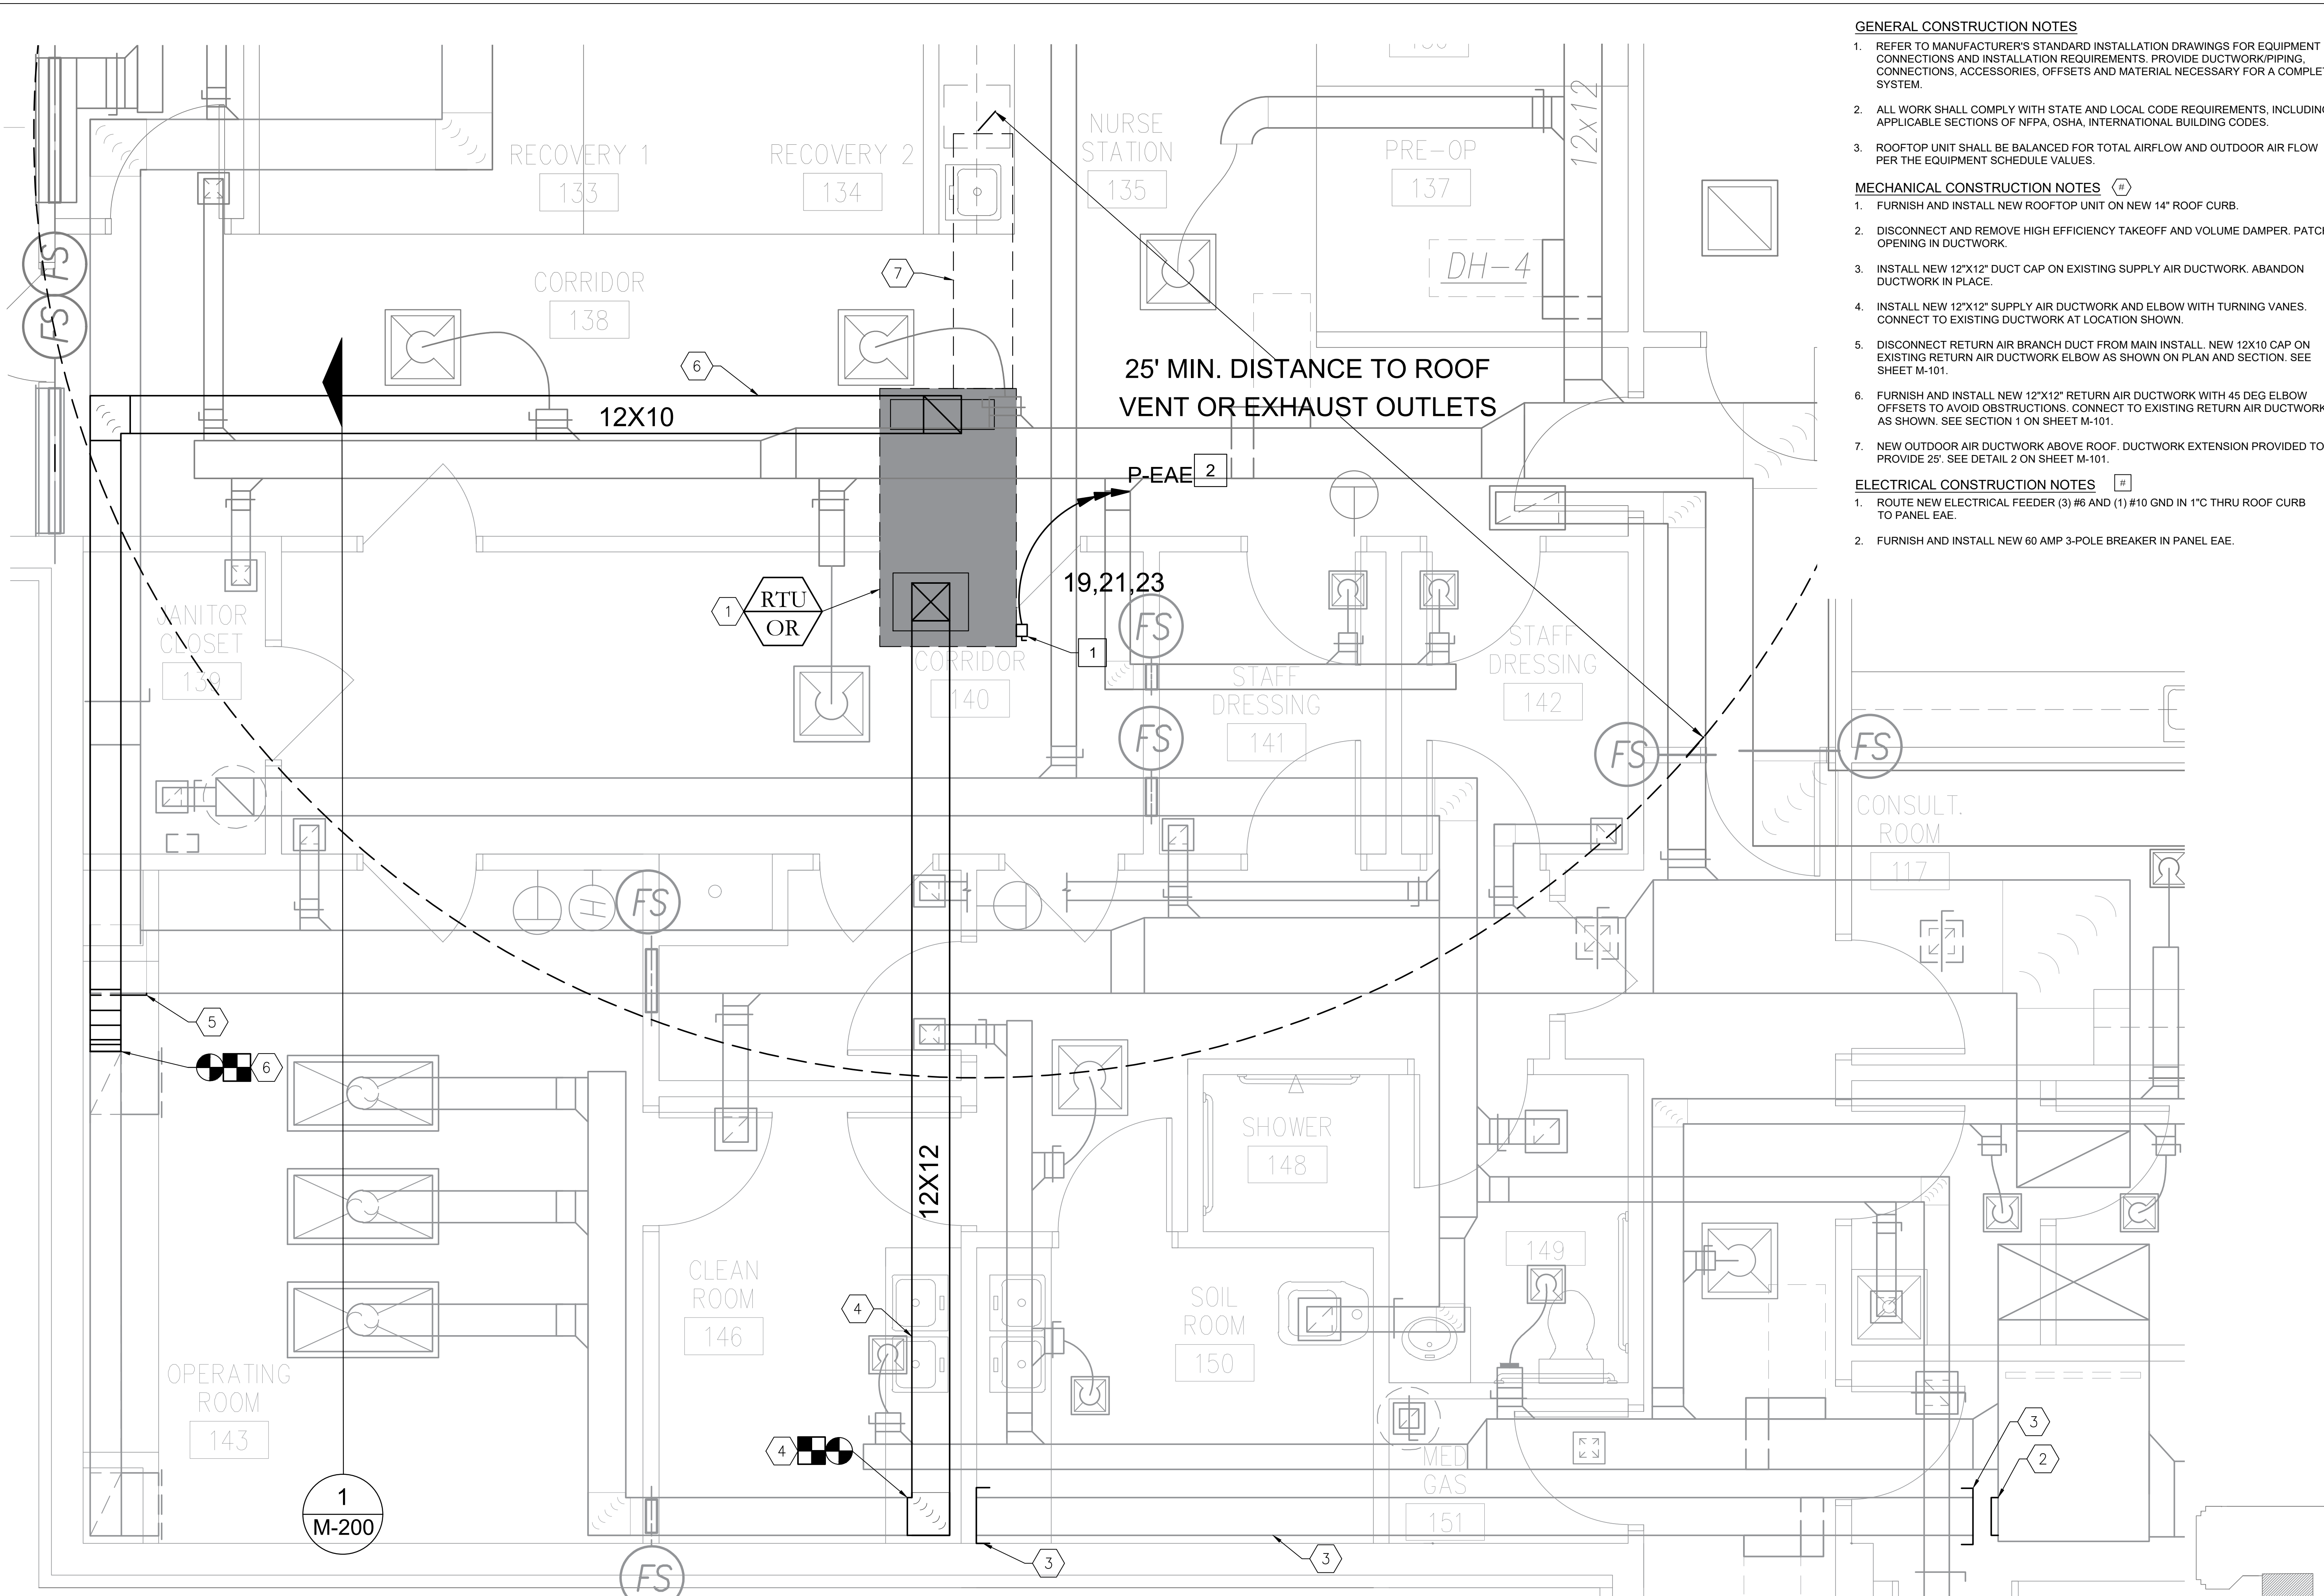 GENERAL CONSTRUCTION NOTES
1. REFER TO MANUFACTURER'S STANDARD INSTALLATION DRAWINGS FOR EQUIPMENT
CONNECTIONS AND INSTALLATION REQUIREMENTS. PROVIDE DUCTWORK/PIPING,
CONNECTIONS, ACCESSORIES, OFFSETS AND MATERIAL NECESSARY FOR A COMPLET
SYSTEM.
2. ALL WORK SHALL COMPLY WITH STATE AND LOCAL CODE REQUIREMENTS, INCLUDING
APPLICABLE SECTIONS OF NFPA, OSHA, INTERNATIONAL BUILDING CODES.
3. ROOFTOP UNIT SHALL BE BALANCED FOR TOTAL AIRFLOW AND OUTDOOR AIR FLOW
PER THE EQUIPMENT SCHEDULE VALUES.
MECHANICAL CONSTRUCTION NOTES #
1. FURNISH AND INSTALL NEW ROOFTOP UNIT ON NEW 14" ROOF CURB.
2. DISCONNECT AND REMOVE HIGH EFFICIENCY TAKEOFF AND VOLUME DAMPER. PATCH
OPENING IN DUCTWORK.
3. INSTALL NEW 12"X12" DUCT CAP ON EXISTING SUPPLY AIR DUCTWORK. ABANDON
DUCTWORK IN PLACE.
4. INSTALL NEW 12"X12" SUPPLY AIR DUCTWORK AND ELBOW WITH TURNING VANES.
CONNECT TO EXISTING DUCTWORK AT LOCATION SHOWN.
5. DISCONNECT RETURN AIR BRANCH DUCT FROM MAIN INSTALL. NEW 12X10 CAP ON
EXISTING RETURN AIR DUCTWORK ELBOW AS SHOWN ON PLAN AND SECTION. SEE
SHEET M-101.
6. FURNISH AND INSTALL NEW 12"X12" RETURN AIR DUCTWORK WITH 45 DEG ELBOW
OFFSETS TO AVOID OBSTRUCTIONS. CONNECT TO EXISTING RETURN AIR DUCTWORK
AS SHOWN. SEE SECTION 1 ON SHEET M-101.
7. NEW OUTDOOR AIR DUCTWORK ABOVE ROOF. DUCTWORK EXTENSION PROVIDED TO
PROVIDE 25'. SEE DETAIL 2 ON SHEET M-101.
ELECTRICAL CONSTRUCTION NOTES #
1. ROUTE NEW ELECTRICAL FEEDER (3) #6 AND (1) #10 GND IN 1"C THRU ROOF CURB
TO PANEL EAE.
2. FURNISH AND INSTALL NEW 60 AMP 3-POLE BREAKER IN PANEL EAE.
RECOVERY 1
133
RECOVERY 2
134
NURSE
STATION
135
PRE-OP
137
12x12
DH-4
FS
FS
CORRIDOR
138
7
6
12X10
25' MIN. DISTANCE TO ROOF
VENT OR EXHAUST OUTLETS
P-EAE 2
19,21,23
1
RTU
OR
1
CORRIDOR
140
JANITOR
CLOSET
139
FS
FS
STAFF
DRESSING
141
STAFF
DRESSING
142
FS
FS
CONSULT.
ROOM
117
H
FS
5
6
12X12
SHOWER
148
149
CLEAN
ROOM
146
4
SOIL
ROOM
150
OPERATING
ROOM
143
4
MED
GAS
151
3
2
1
M-200
3
3
FS